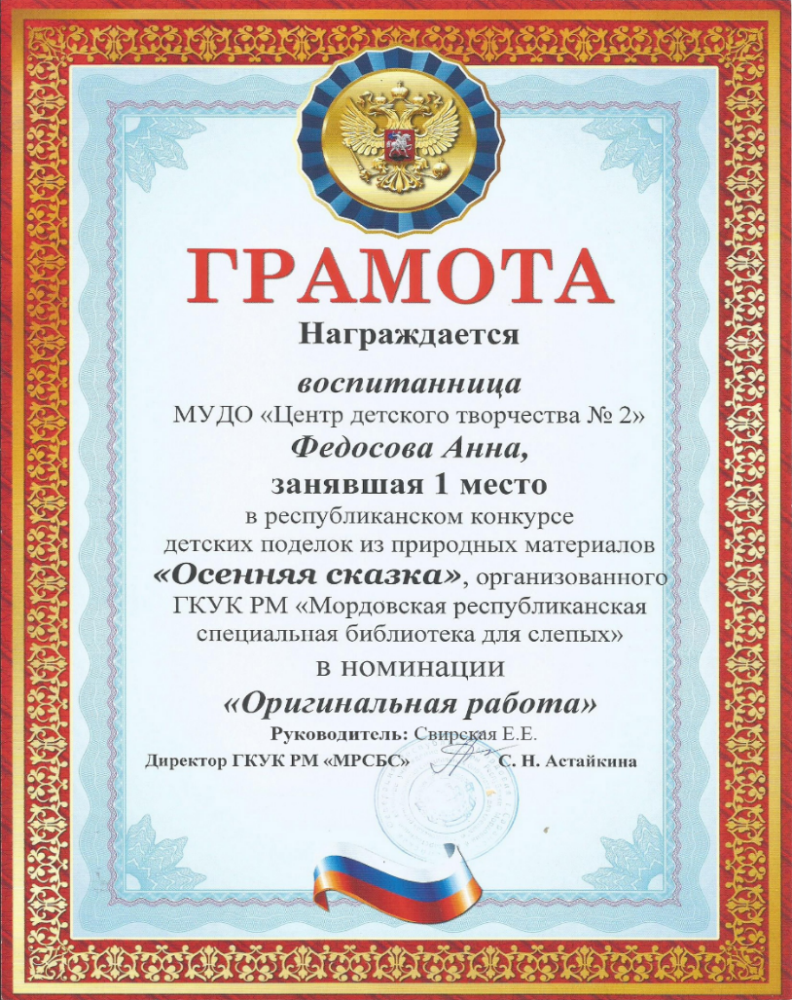 ГРАМОТА
Награждается
воспитанница
МУДО «Центр детского творчества № 2»
Федосова Анна,
занявшая 1 место
в республиканском конкурсе
детских поделок из природных материалов
«Осенняя сказка», организованного
ГКУК РМ «Мордовская республиканская
специальная библиотека для слепых»
в номинации
«Оригинальная работа»
Руководитель: Свирская Е.Е.
Директор ГКУК РМ «МРСБС» С. Н. Астайкина